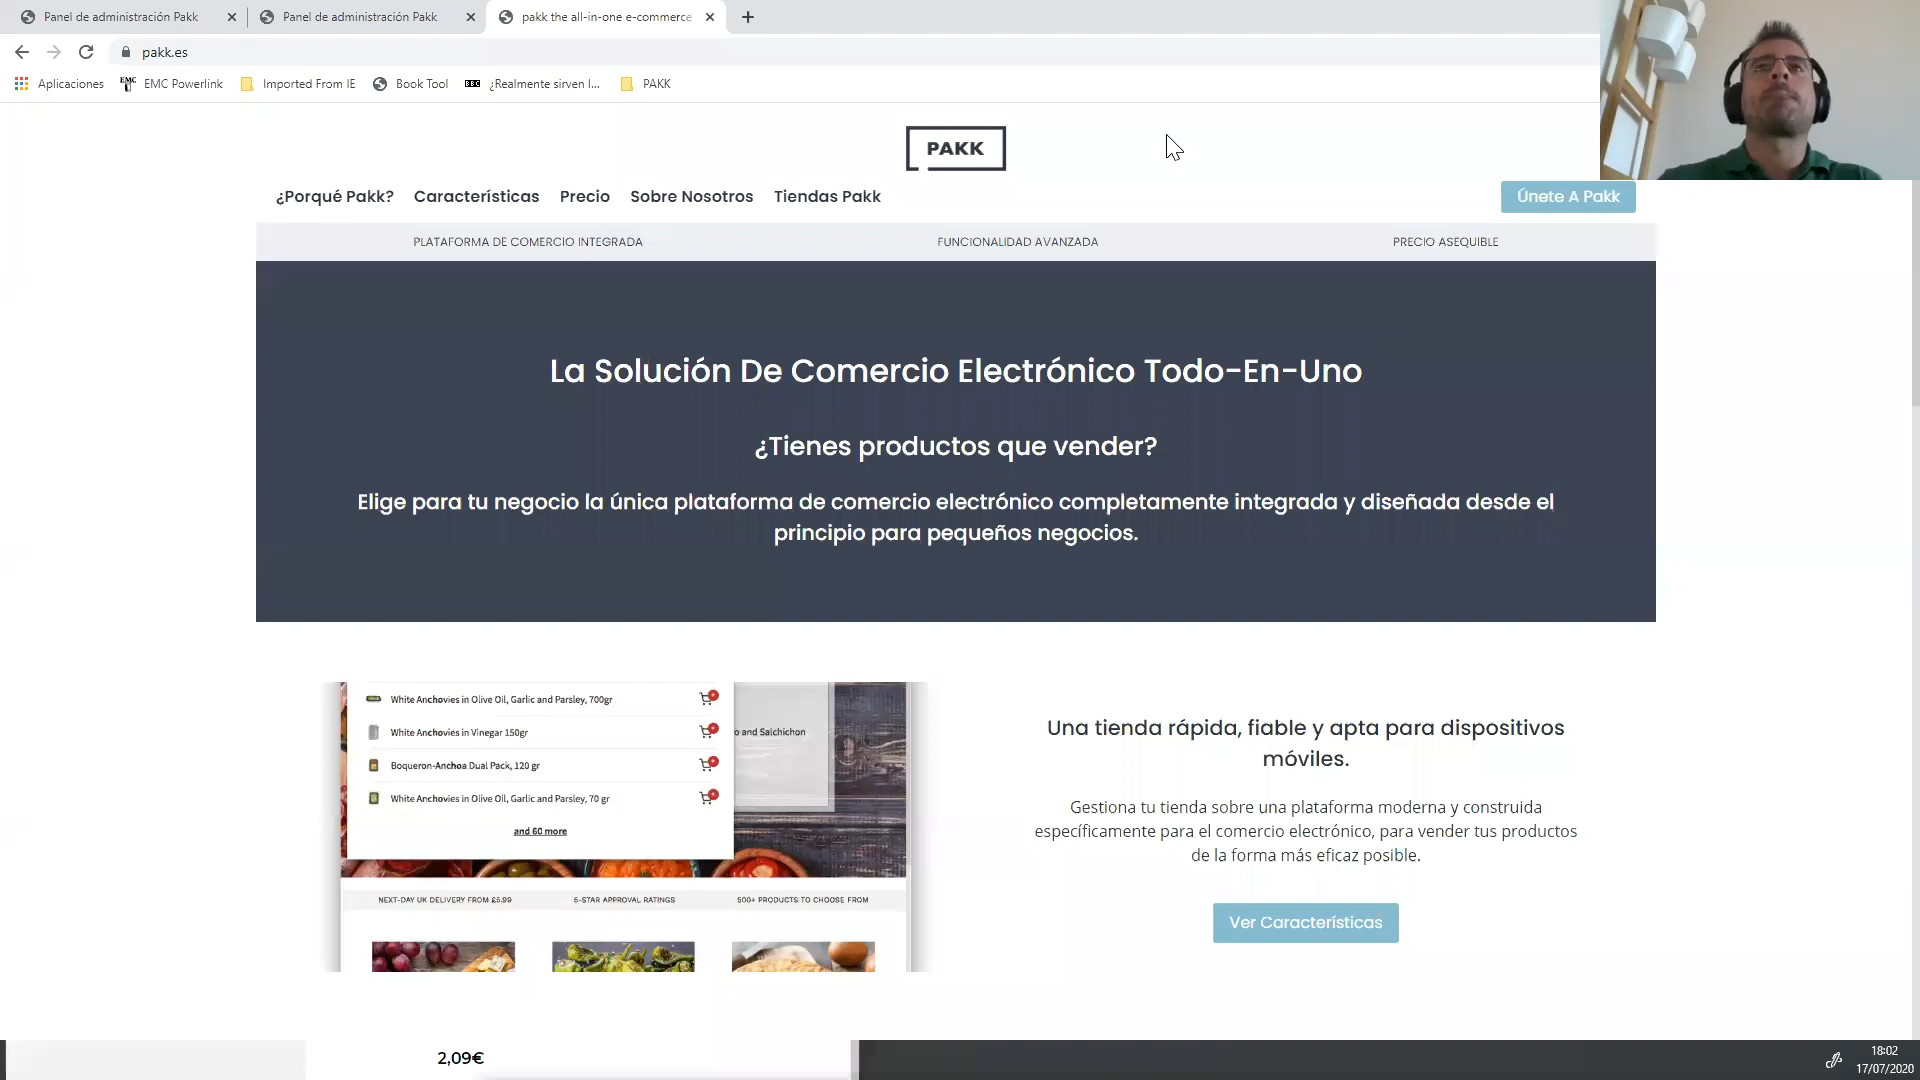 Panel de administración Pakk
Panel de administración Pakk
pakk the all-in-one e-commerce
pakk.es
Aplicaciones
EMC Powerlink
Imported From IE
Book Tool
BBC ¿Realmente sirven l...
PAKK
PAKK
¿Porqué Pakk?
Características
Precio
Sobre Nosotros
Tiendas Pakk
Únete A Pakk
PLATAFORMA DE COMERCIO INTEGRADA
FUNCIONALIDAD AVANZADA
PRECIO ASEQUIBLE
La Solución De Comercio Electrónico Todo-En-Uno
¿Tienes productos que vender?
Elige para tu negocio la única plataforma de comercio electrónico completamente integrada y diseñada desde el
principio para pequeños negocios.
White Anchovies in Olive Oil, Garlic and Parsley, 700gr
White Anchovies in Vinegar 150gr
o and Salchichon
Boqueron-Anchoa Dual Pack, 120 gr
White Anchovies in Olive Oil, Garlic and Parsley, 70 gr
and 60 more
NEXT-DAY UK DELIVERY FROM £5.99
5-STAR APPROVAL RATINGS
500+ PRODUCTS TO CHOOSE FROM
Una tienda rápida, fiable y apta para dispositivos
móviles.
Gestiona tu tienda sobre una plataforma moderna y construida
específicamente para el comercio electrónico, para vender tus productos
de la forma más eficaz posible.
Ver Características
2,09€
18:02
17/07/2020